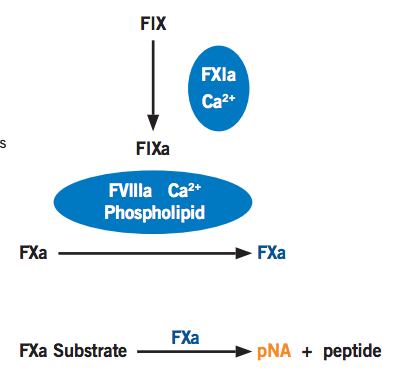 FIX
FXIa
Ca²⁺
s
FIXa
FVIIIa Ca²⁺
Phospholipid
FXa FXa
FXa
FXa Substrate pNA + peptide